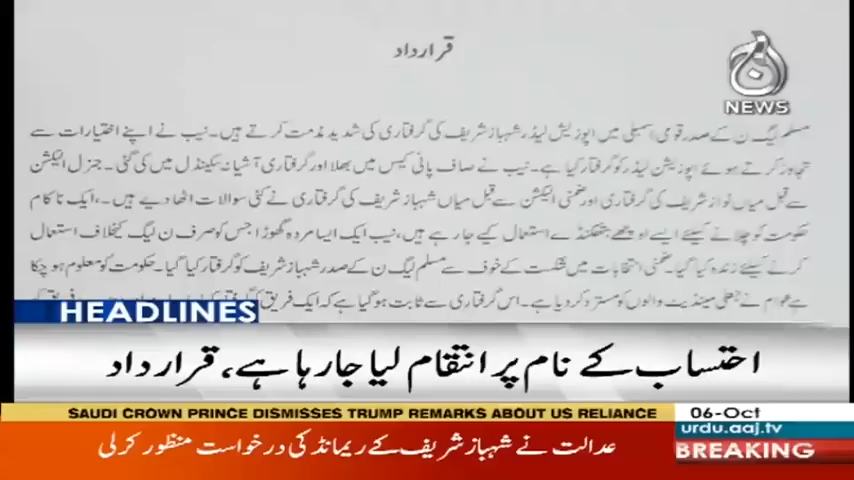 قرارداد
NEWS
مسلم لیگ ن کے صدر قومی اسمبلی میں اپوزیشن لیڈر شہباز شریف کی گرفتاری کی شدید مذمت کرتے ہیں۔ نیب نے اپنے اختیارات سے
تجاوز کرتے ہوئے اپوزیشن لیڈر کو گرفتار کیا ہے۔ نیب نے صاف پانی کیس میں بھلا اور گرفتاری آشیانہ سکینڈل میں کی گئی۔ جنرل الیکشن
سے قبل میاں نواز شریف کی گرفتاری اور ضمنی الیکشن سے قبل میاں شہباز شریف کی گرفتاری نے کئی سوالات اٹھا دیے ہیں۔ ایک ناکام
حکومت کو چلانے کیلئے ایسے اوچھے ہتھکنڈے استعمال کیے جا رہے ہیں، نیب ایک ایسا مردہ گھوڑا جس کو صرف ن لیگ کیخلاف استعمال
کرنے کیلئے زندہ کیا گیا۔ ضمنی انتخابات میں شکست کے خوف سے مسلم لیگ ن کے صدر شہباز شریف کو گرفتار کیا گیا۔ حکومت کو معلوم ہو چکا
ہے عوام نے جعلی مینڈیٹ والوں کو مسترد کر دیا ہے۔ اس گرفتاری سے ثابت ہو گیا ہے کہ ایک فریق
HEADLINES
احتساب کے نام پر انتقام لیا جا رہا ہے، قرارداد
SAUDI CROWN PRINCE DISMISSES TRUMP REMARKS ABOUT US RELIANCE
06-Oct
urdu.aaj.tv
BREAKING
عدالت نے شہباز شریف کے ریمانڈ کی درخواست منظور کرلی